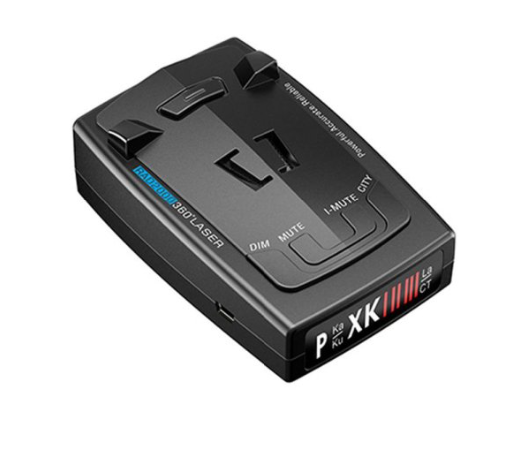 Powerful Accurate Reliable
360°LASER
DIM MUTE I-MUTE CITY
P Ka Ku XK La CT